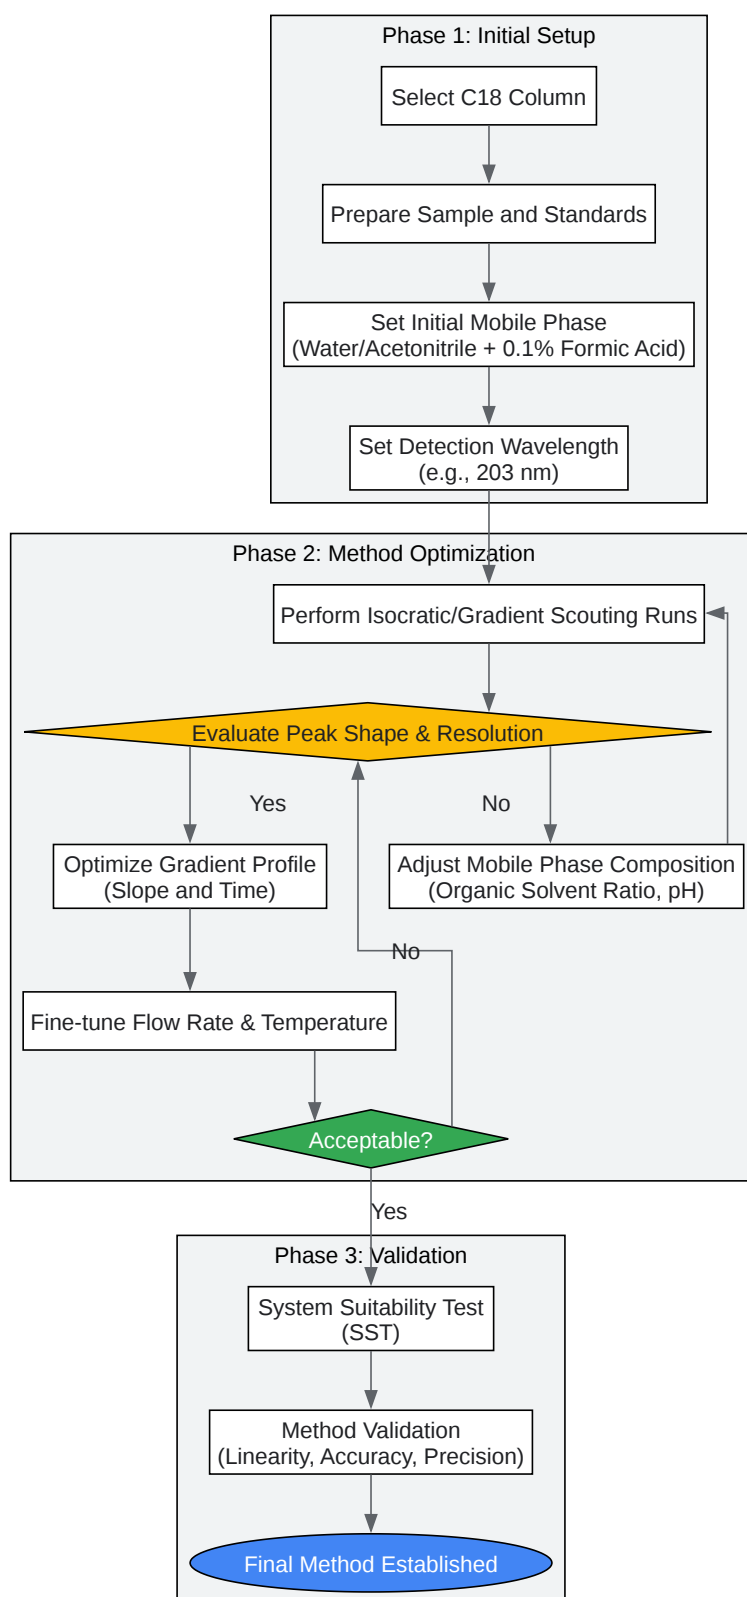 Phase 1: Initial Setup
Select C18 Column
Prepare Sample and Standards
Set Initial Mobile Phase
(Water/Acetonitrile + 0.1% Formic Acid)
Set Detection Wavelength
(e.g., 203 nm)
Phase 2: Method Optimization
Perform Isocratic/Gradient Scouting Runs
Evaluate Peak Shape & Resolution
Yes
No
Optimize Gradient Profile
(Slope and Time)
Adjust Mobile Phase Composition
(Organic Solvent Ratio, pH)
No
Fine-tune Flow Rate & Temperature
Acceptable?
Yes
Phase 3: Validation
System Suitability Test
(SST)
Method Validation
(Linearity, Accuracy, Precision)
Final Method Established